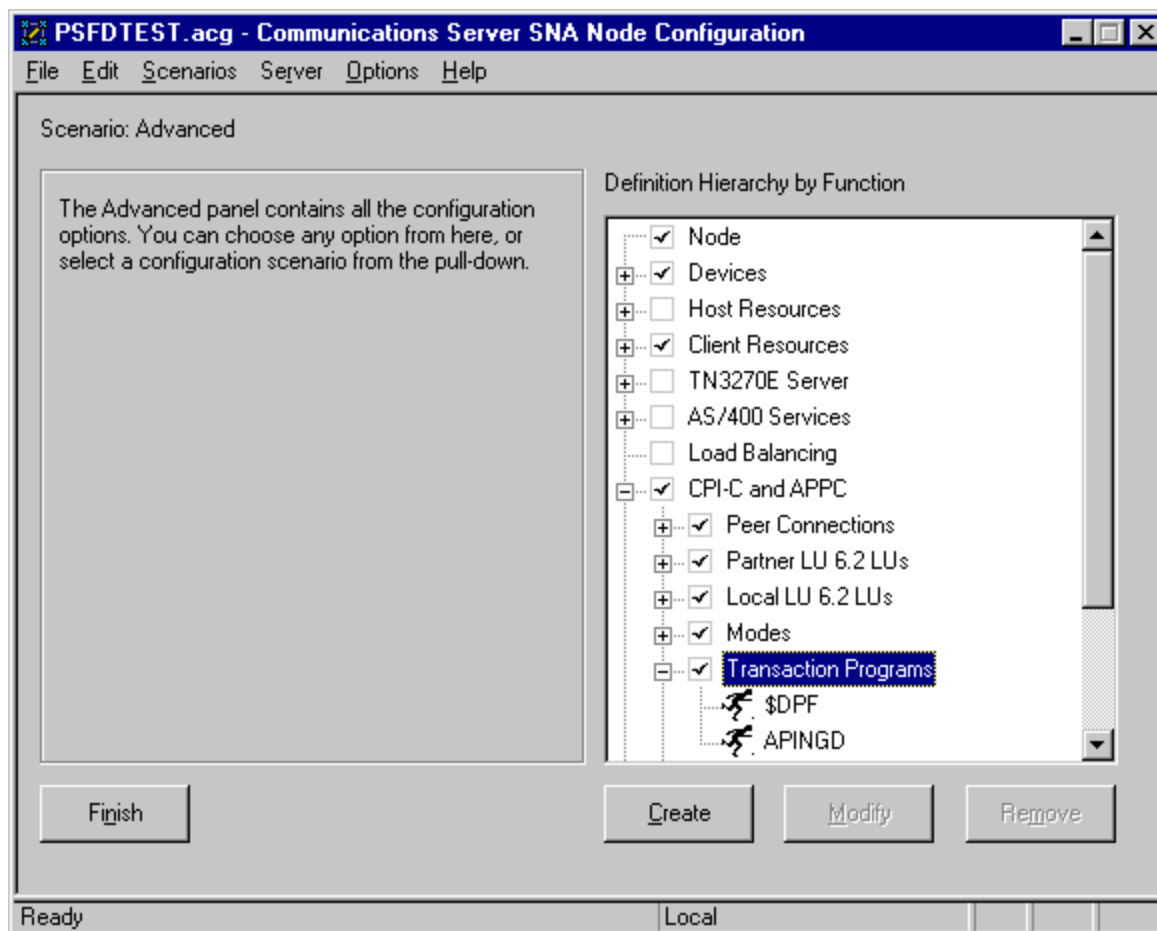 PSFDTEST.acg - Communications Server SNA Node Configuration
File Edit Scenarios Server Options Help
Scenario: Advanced
The Advanced panel contains all the configuration
options. You can choose any option from here, or
select a configuration scenario from the pull-down.
Definition Hierarchy by Function
Node
Devices
Host Resources
Client Resources
TN3270E Server
AS/400 Services
Load Balancing
CPI-C and APPC
Peer Connections
Partner LU 6.2 LUs
Local LU 6.2 LUs
Modes
Transaction Programs
$DPF
APINGD
Finish
Create
Modify
Remove
Ready
Local